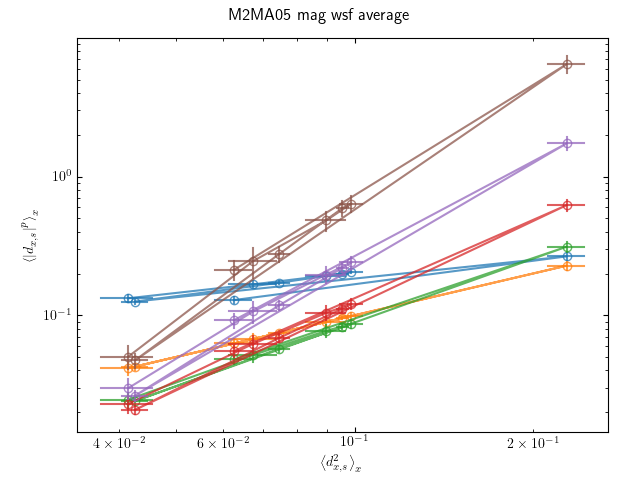 M2MA05 mag wsf average
⟨|d_{x,s}|^p⟩_x
10^0
10^{-1}
4 × 10^{-2}
6 × 10^{-2}
10^{-1}
2 × 10^{-1}
⟨d^2_{x,s}⟩_x